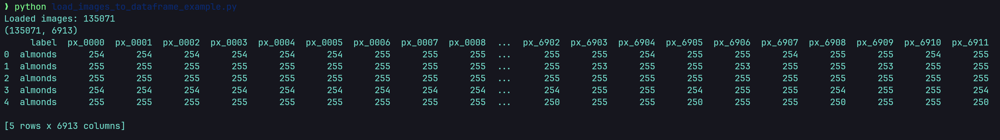 ❯ python load_images_to_dataframe_example.py
Loaded images: 135071
(135071, 6913)
     label  px_0000  px_0001  px_0002  px_0003  px_0004  px_0005  px_0006  px_0007  px_0008  ...  px_6902  px_6903  px_6904  px_6905  px_6906  px_6907  px_6908  px_6909  px_6910  px_6911
0  almonds      254      254      254      254      254      254      255      255      255  ...      255      255      254      255      255      254      255      255      254      255
1  almonds      255      255      255      255      255      255      255      255      255  ...      255      253      255      255      253      255      255      253      255      255
2  almonds      255      255      255      255      255      255      255      255      255  ...      255      255      255      255      255      255      255      255      255      255
3  almonds      254      254      254      254      254      254      254      254      254  ...      254      255      255      254      255      255      254      255      255      254
4  almonds      255      255      255      255      255      255      255      255      255  ...      250      255      255      250      255      255      250      255      255      250
[5 rows x 6913 columns]